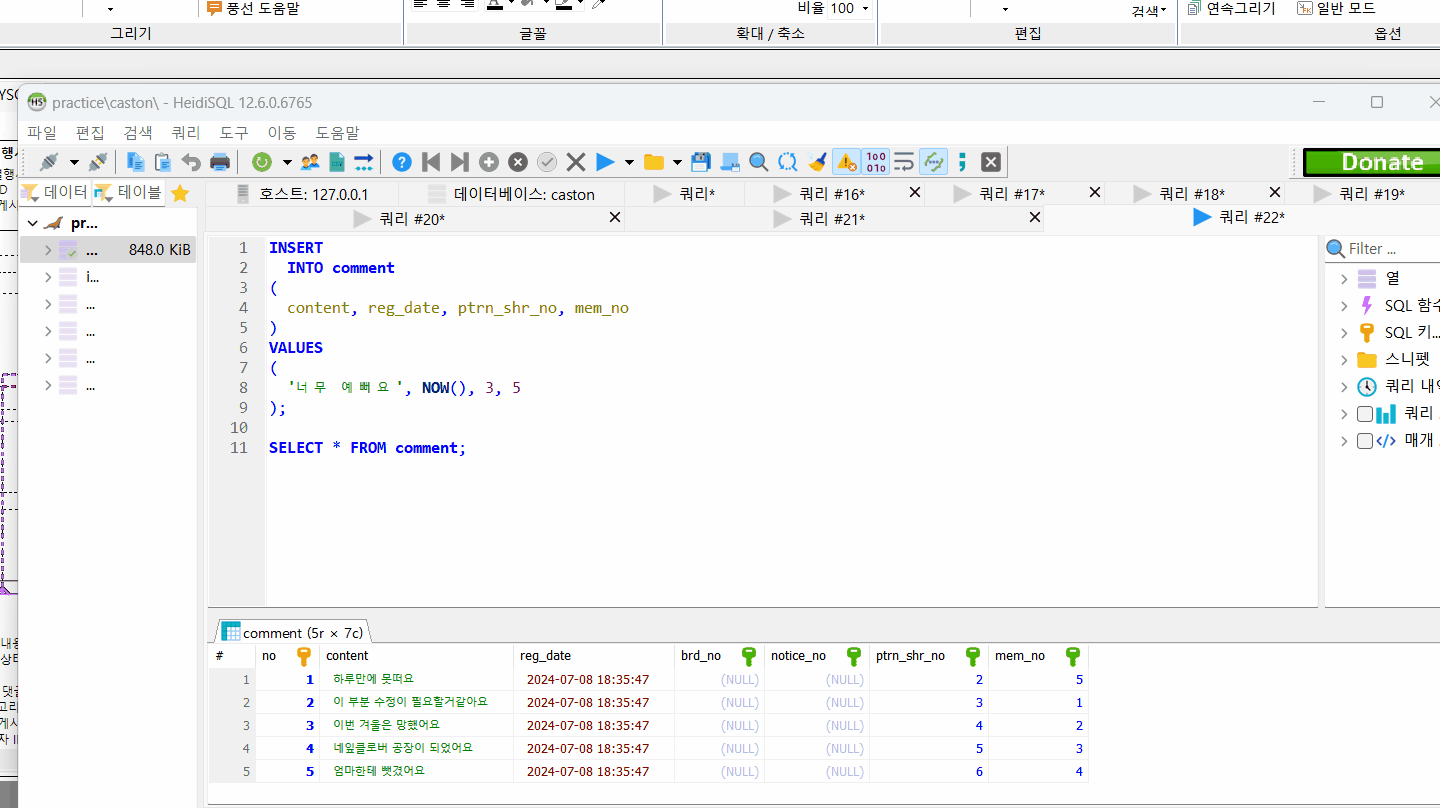 풍선 도움말
비율 100
검색
연속그리기
일반 모드
그리기
글꼴
확대 / 축소
편집
옵션
practice\caston\ - HeidiSQL 12.6.0.6765
파일 편집 검색 쿼리 도구 이동 도움말
100
010
Donate
데이터
테이블
호스트: 127.0.0.1
데이터베이스: caston
쿼리*
쿼리 #16*
쿼리 #17*
쿼리 #18*
쿼리 #19*
쿼리 #20*
쿼리 #21*
쿼리 #22*
pr...
... 848.0 KiB
i...
...
...
...
...
1 INSERT
2 INTO comment
3 (
4 content, reg_date, ptrn_shr_no, mem_no
5 )
6 VALUES
7 (
8 '너무 예뻐요', NOW(), 3, 5
9 );
10
11 SELECT * FROM comment;
Filter ...
열
SQL 함수
SQL 키...
스니펫
쿼리 내역
쿼리
매개
comment (5r × 7c)
# no content reg_date brd_no notice_no ptrn_shr_no mem_no
1 1 하루만에 못떠요 2024-07-08 18:35:47 (NULL) (NULL) 2 5
2 2 이 부분 수정이 필요할거같아요 2024-07-08 18:35:47 (NULL) (NULL) 3 1
3 3 이번 겨울은 망했어요 2024-07-08 18:35:47 (NULL) (NULL) 4 2
4 4 네잎클로버 공장이 되었어요 2024-07-08 18:35:47 (NULL) (NULL) 5 3
5 5 엄마한테 뺏겼어요 2024-07-08 18:35:47 (NULL) (NULL) 6 4